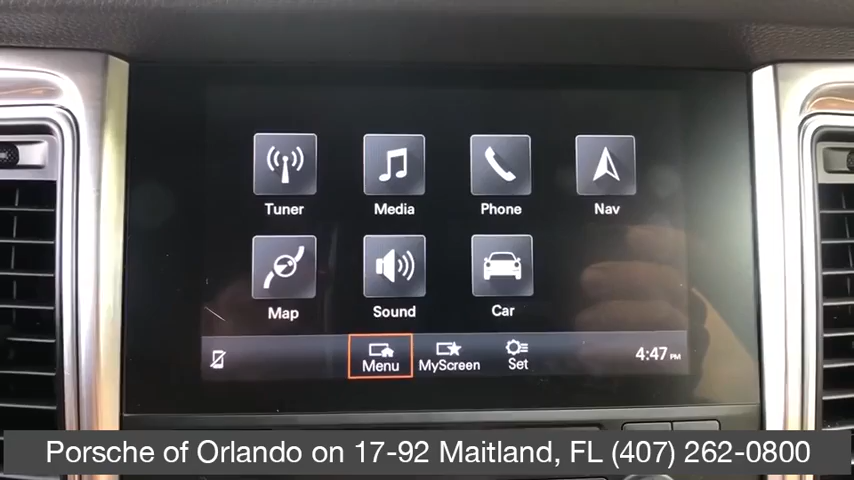 Tuner
Media
Phone
Nav
Map
Sound
Car
Menu
MyScreen
Set
4:47 PM
Porsche of Orlando on 17-92 Maitland, FL (407) 262-0800